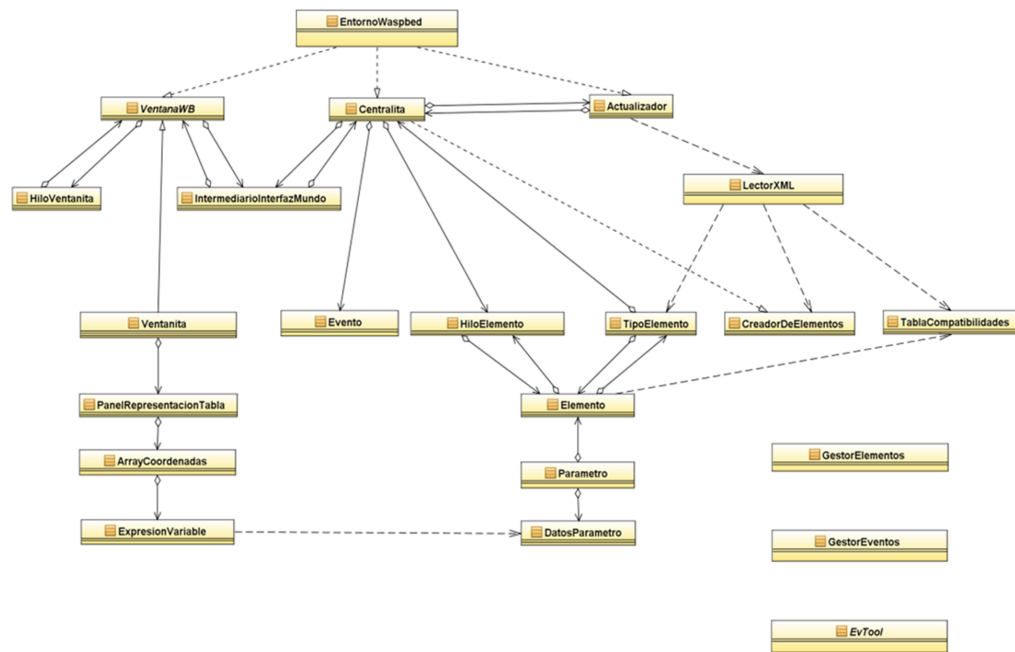 EntornoWaspbed
VentanaWB
Centralita
Actualizador
HiloVentanita
IntermediarioInterfazMundo
LectorXML
Ventanita
Evento
HiloElemento
TipoElemento
CreadorDeElementos
TablaCompatibilidades
PanelRepresentacionTabla
Elemento
ArrayCoordenadas
Parametro
GestorElementos
ExpresionVariable
DatosParametro
GestorEventos
EvTool